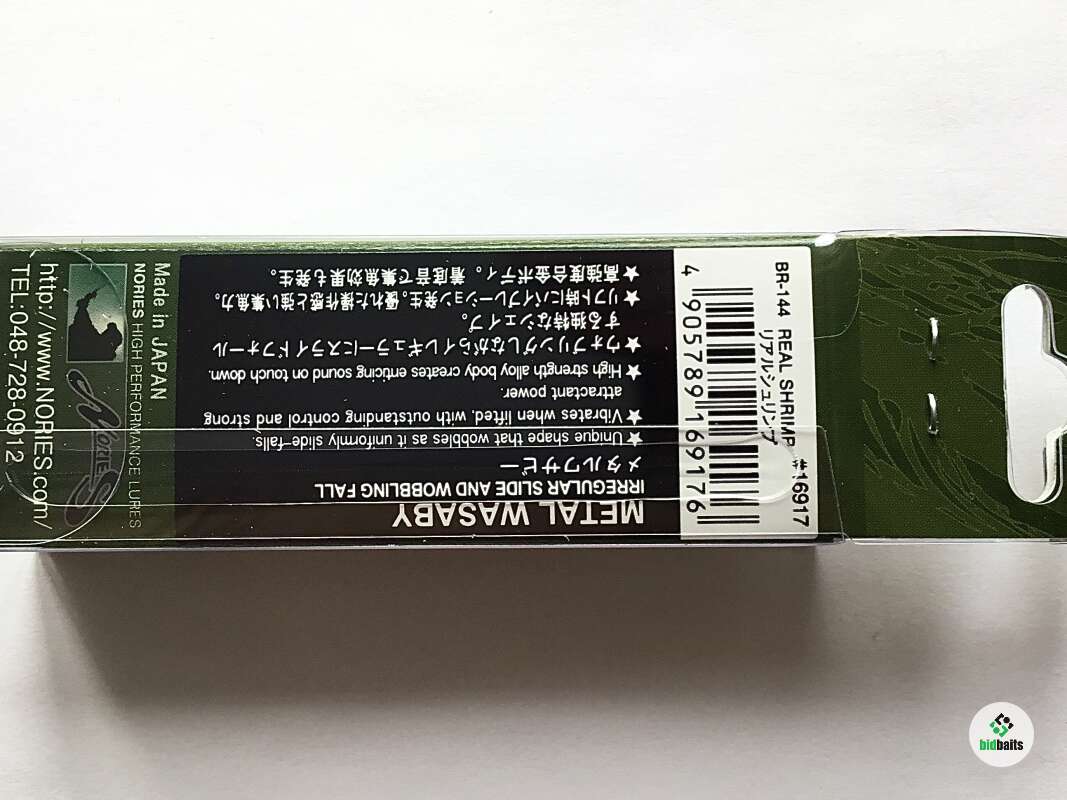 METAL WASABY
IRREGULAR SLIDE AND WOBBLING FALL
メタルワサビー
★Unique shape that wobbles as it uniformly slide-falls.
★Vibrates when lifted, with outstanding control and strong
attractant power.
★High strength alloy body creates enticing sound on touch down.
★ウォブリングしながらイレギュラーにスライドフォール
する独特なシェイプ。
★リフト時にバイブレーション発生。優れた操作感と強い集魚力。
★高強度合金ボディ。着底音で集魚効果も発生。
BR-144 REAL SHRIMP #16917
リアルシュリンプ
4 905789 169176
Made in JAPAN
NORIES HIGH PERFORMANCE LURES
NORIES
http://www.NORIES.com/
TEL:048-728-0912
bidbaits